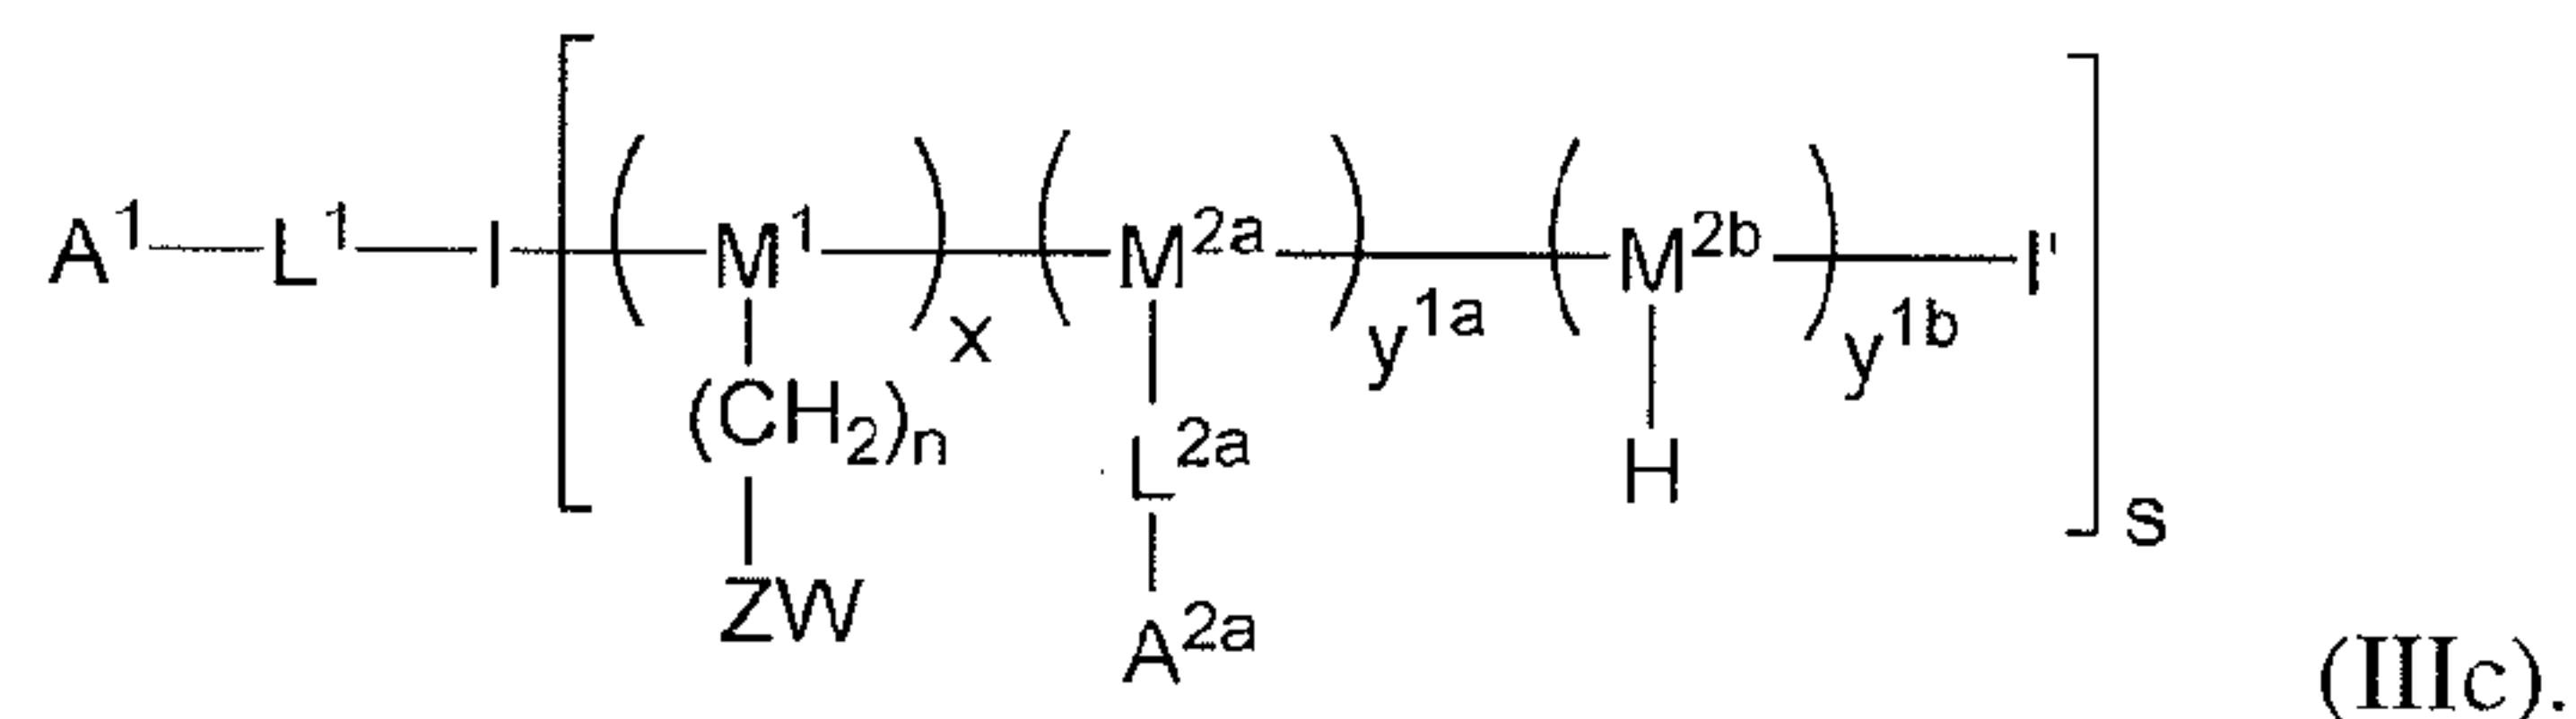 A¹—L¹—I—[(M¹)x—(M²ᵃ)y¹ᵃ—(M²ᵇ)y¹ᵇ—I']s
(CH₂)n L²ᵃ H
ZW A²ᵃ
(IIIc).